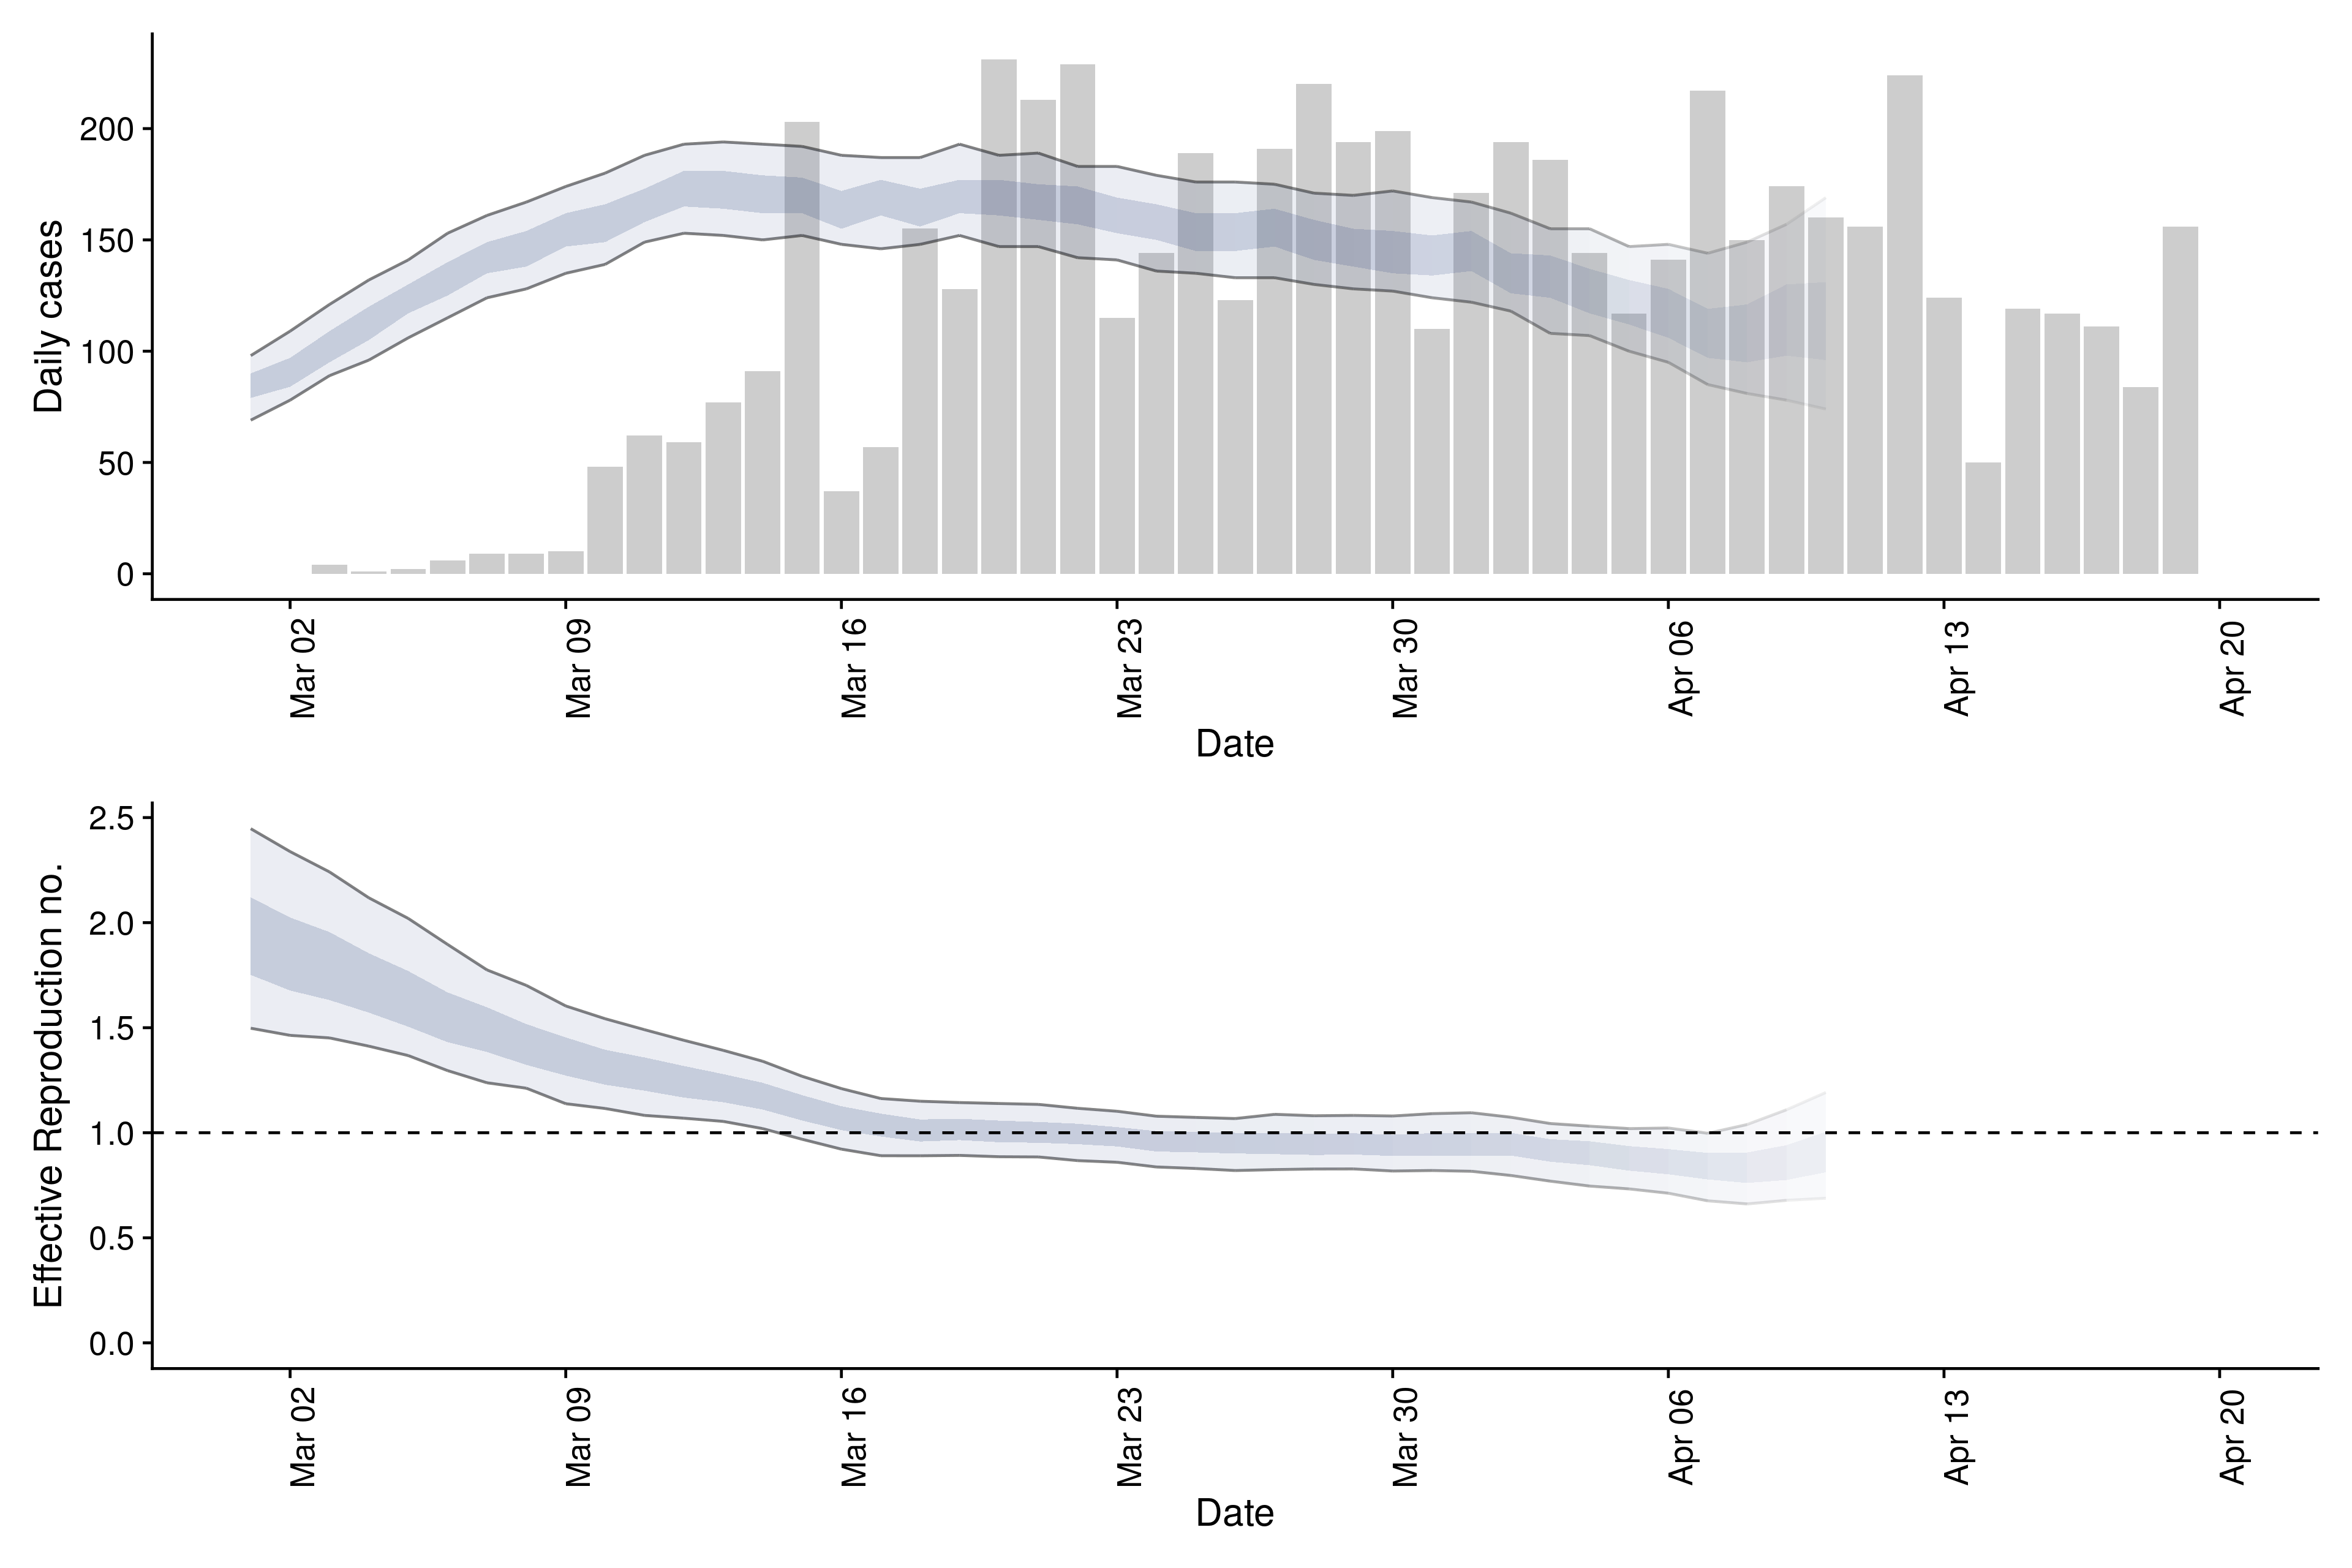 Daily cases
200
150
100
50
0
Mar 02
Mar 09
Mar 16
Mar 23
Mar 30
Apr 06
Apr 13
Apr 20
Date
Effective Reproduction no.
2.5
2.0
1.5
1.0
0.5
0.0
Mar 02
Mar 09
Mar 16
Mar 23
Mar 30
Apr 06
Apr 13
Apr 20
Date